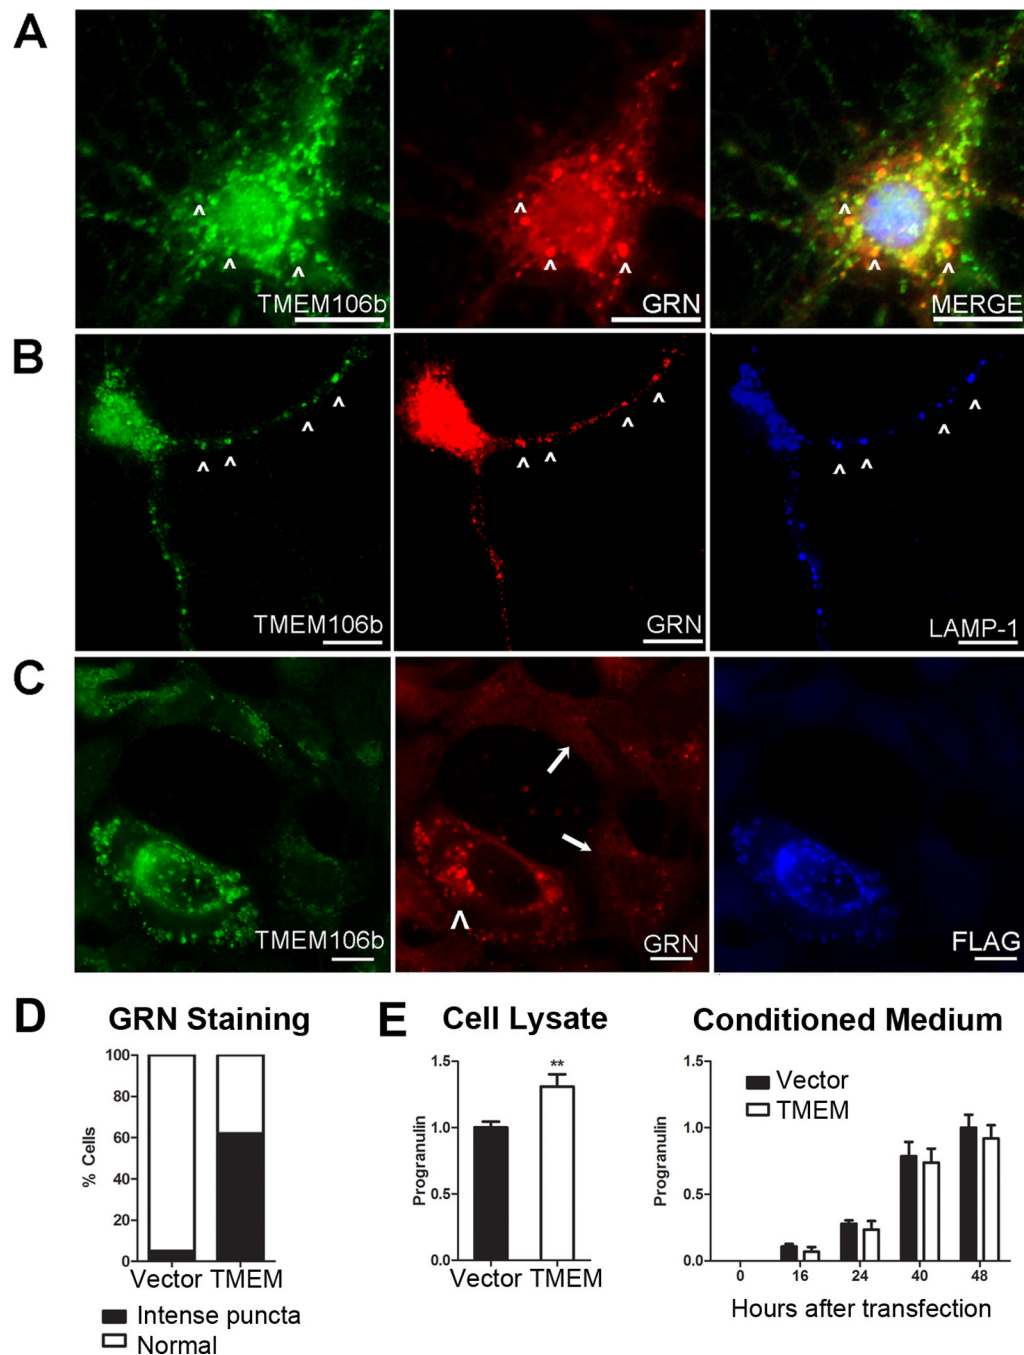 A
TMEM106b
GRN
MERGE
B
TMEM106b
GRN
LAMP-1
C
TMEM106b
GRN
FLAG
D
GRN Staining
100
80
60
40
20
0
% Cells
Vector
TMEM
Intense puncta
Normal
E
Cell Lysate
1.5
1.0
0.5
0.0
Progranulin
**
Vector
TMEM
Conditioned Medium
1.5
1.0
0.5
0.0
Progranulin
Vector
TMEM
0 16 24 40 48
Hours after transfection